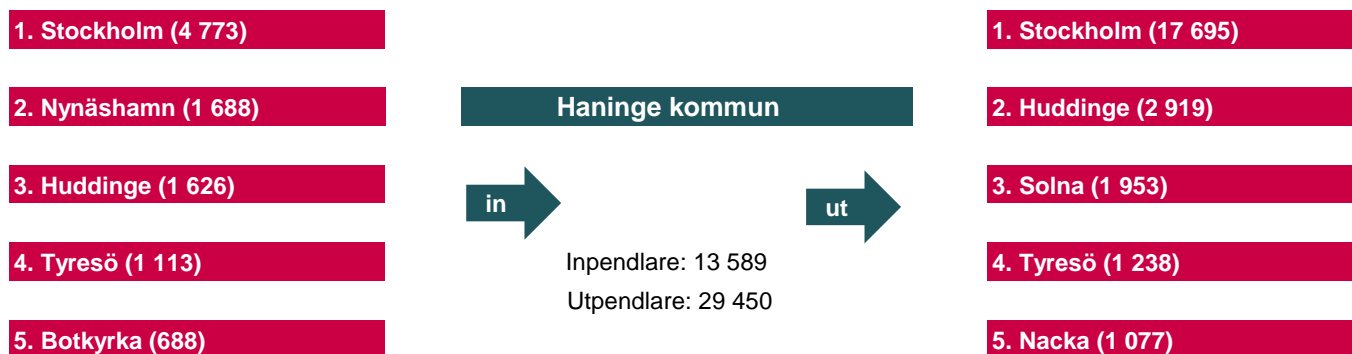 1. Stockholm (4 773)
2. Nynäshamn (1 688)
3. Huddinge (1 626)
4. Tyresö (1 113)
5. Botkyrka (688)
Haninge kommun
in
ut
Inpendlare: 13 589
Utpendlare: 29 450
1. Stockholm (17 695)
2. Huddinge (2 919)
3. Solna (1 953)
4. Tyresö (1 238)
5. Nacka (1 077)